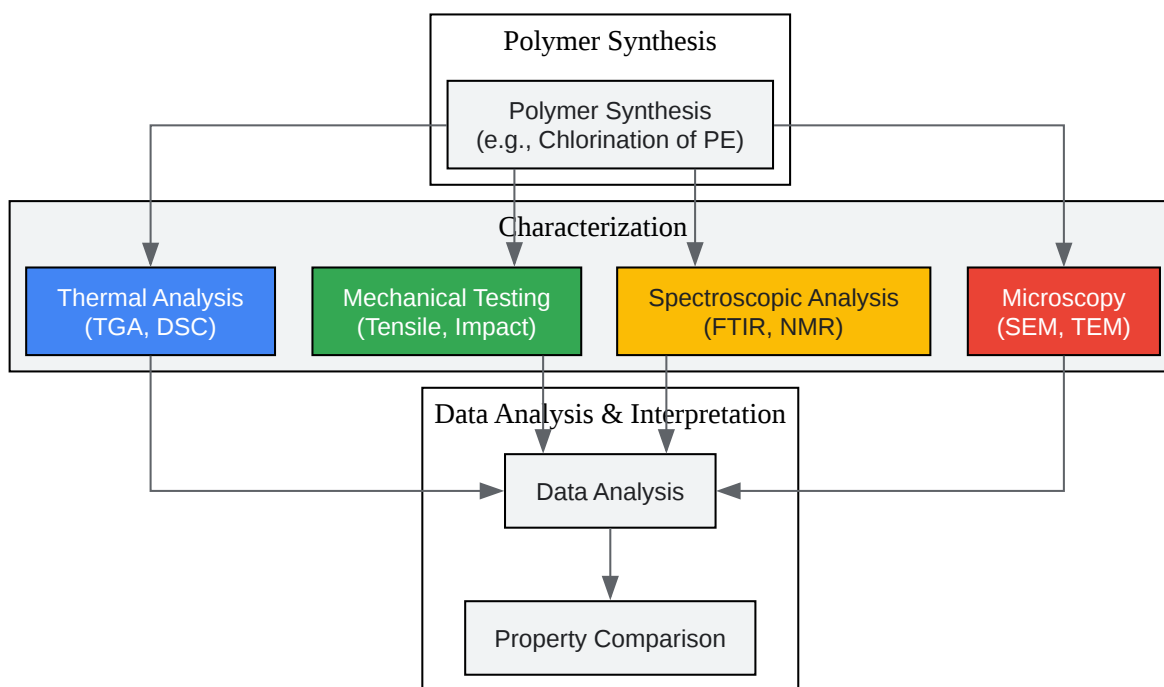 Polymer Synthesis
Polymer Synthesis
(e.g., Chlorination of PE)
Characterization
Thermal Analysis
(TGA, DSC)
Mechanical Testing
(Tensile, Impact)
Spectroscopic Analysis
(FTIR, NMR)
Microscopy
(SEM, TEM)
Data Analysis & Interpretation
Data Analysis
Property Comparison